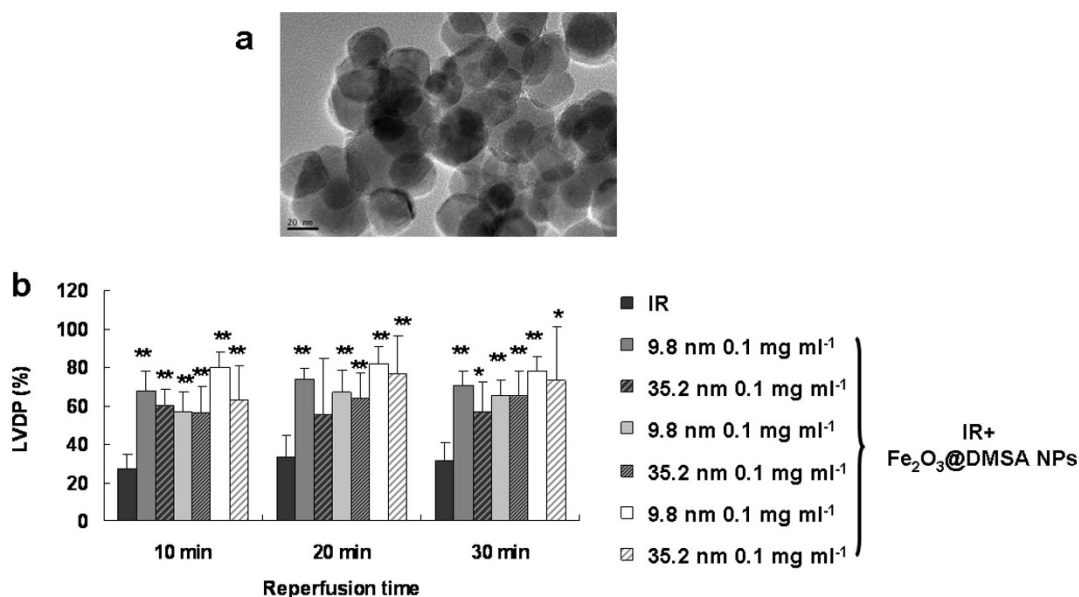 a
20 nm
b
LVDP (%)
120
100
80
60
40
20
0
** ** ** ** ** **
** ** ** ** **
** * ** ** ** *
10 min 20 min 30 min
Reperfusion time
IR
9.8 nm 0.1 mg ml⁻¹
35.2 nm 0.1 mg ml⁻¹
9.8 nm 0.1 mg ml⁻¹
35.2 nm 0.1 mg ml⁻¹
9.8 nm 0.1 mg ml⁻¹
35.2 nm 0.1 mg ml⁻¹
IR+
Fe₂O₃@DMSA NPs